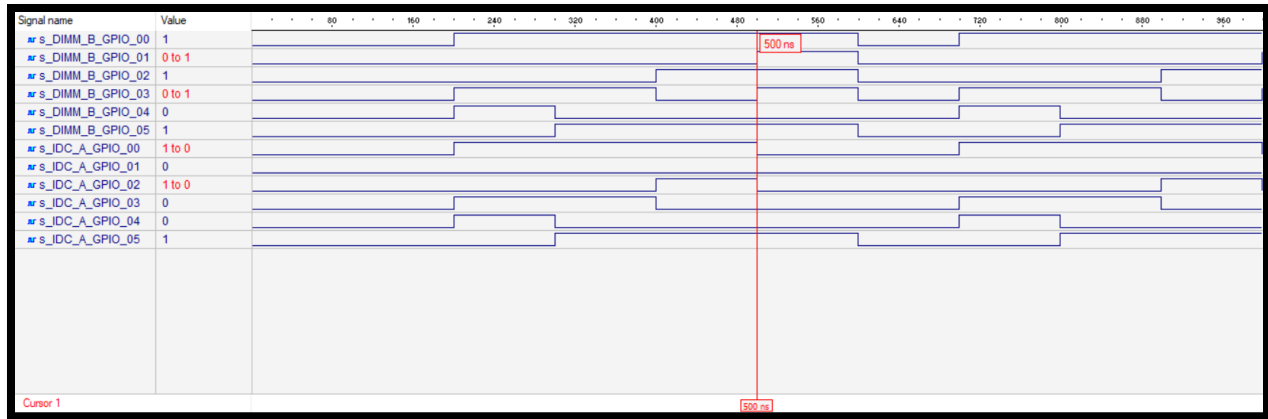 Signal name Value 80 160 240 320 400 480 560 640 720 800 880 960
s_DIMM_B_GPIO_00 1 500 ns
s_DIMM_B_GPIO_01 0 to 1
s_DIMM_B_GPIO_02 1
s_DIMM_B_GPIO_03 0 to 1
s_DIMM_B_GPIO_04 0
s_DIMM_B_GPIO_05 1
s_IDC_A_GPIO_00 1 to 0
s_IDC_A_GPIO_01 0
s_IDC_A_GPIO_02 1 to 0
s_IDC_A_GPIO_03 0
s_IDC_A_GPIO_04 0
s_IDC_A_GPIO_05 1
Cursor 1 500 ns